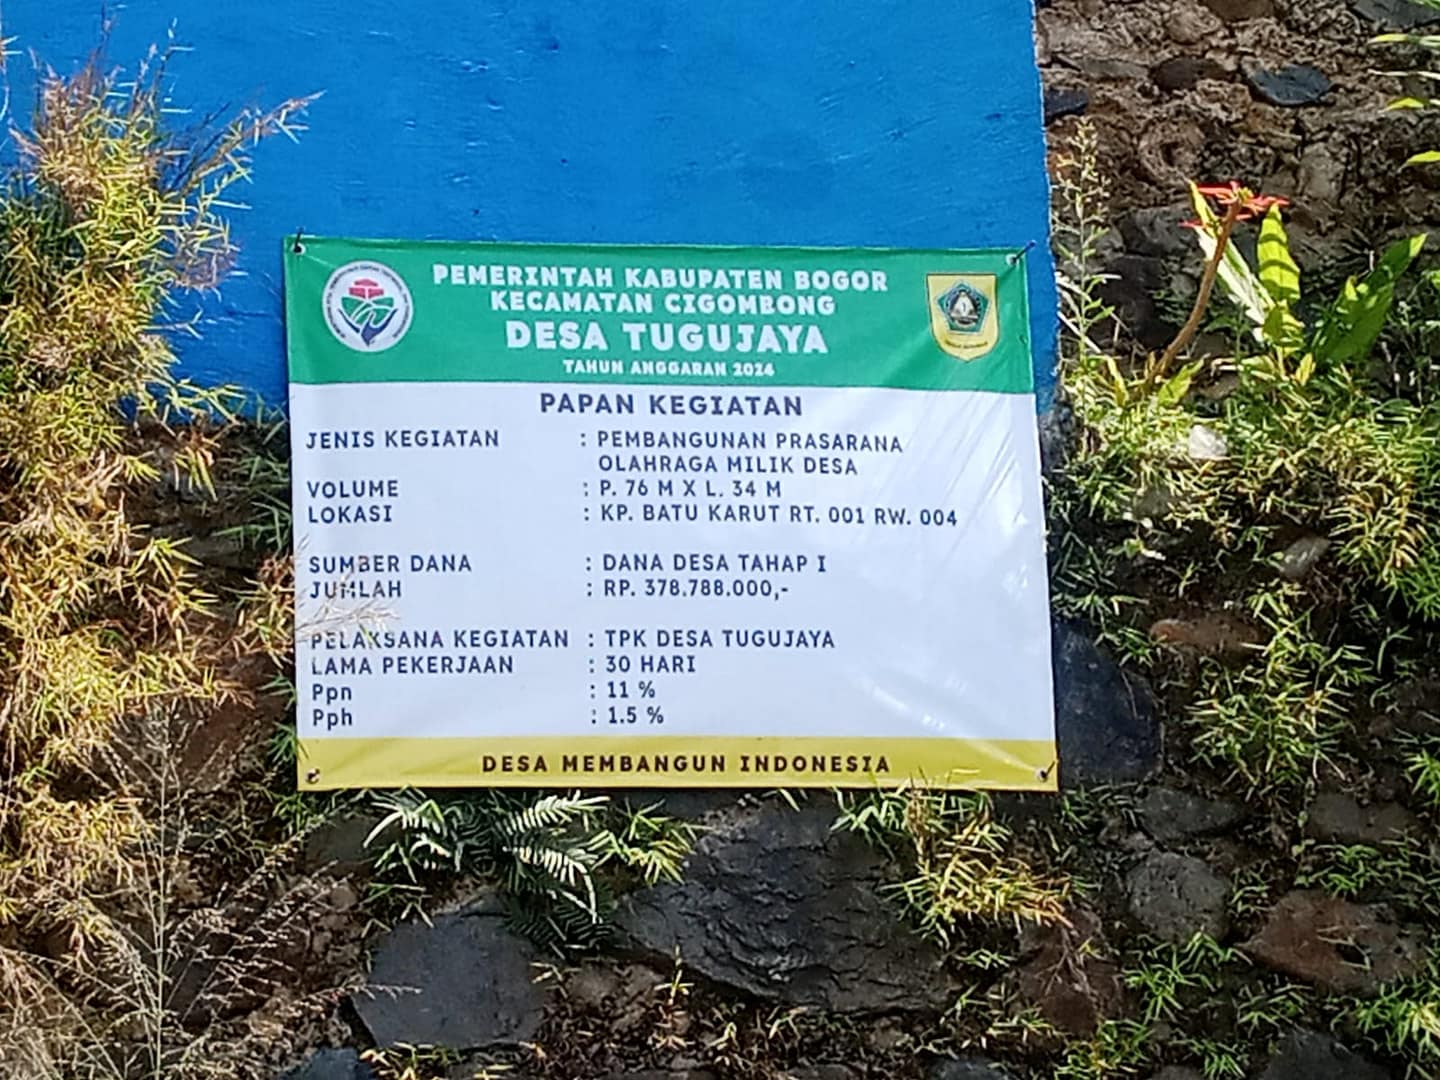 PEMERINTAH KABUPATEN BOGOR
KECAMATAN CIGOMBONG
DESA TUGUJAYA
TAHUN ANGGARAN 2024
PAPAN KEGIATAN
JENIS KEGIATAN : PEMBANGUNAN PRASARANA
OLAHRAGA MILIK DESA
VOLUME : P. 76 M X L. 34 M
LOKASI : KP. BATU KARUT RT. 001 RW. 004
SUMBER DANA : DANA DESA TAHAP I
JUMLAH : RP. 378.788.000,-
PELAKSANA KEGIATAN : TPK DESA TUGUJAYA
LAMA PEKERJAAN : 30 HARI
Ppn : 11 %
Pph : 1.5 %
DESA MEMBANGUN INDONESIA